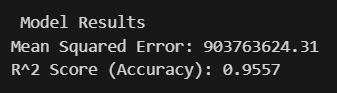 Model Results
Mean Squared Error: 903763624.31
R^2 Score (Accuracy): 0.9557